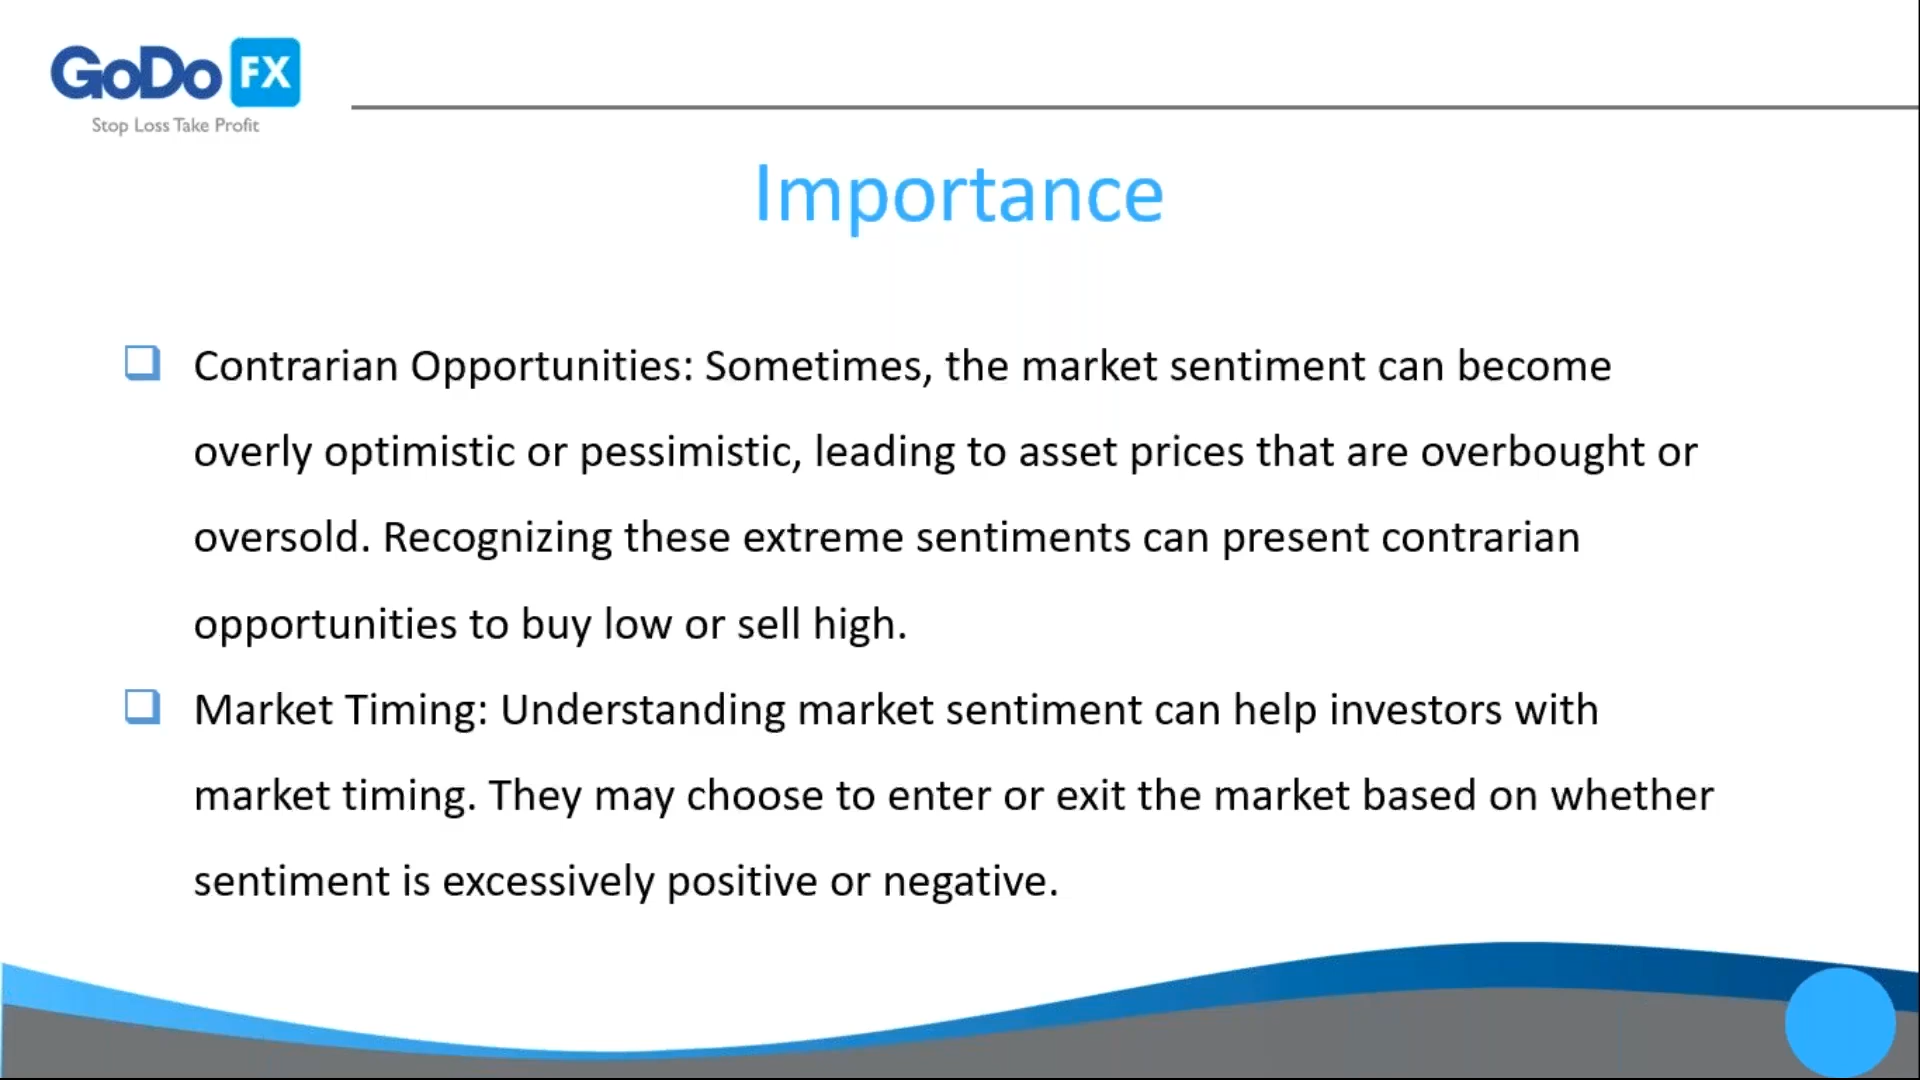 GoDo FX
Stop Loss Take Profit
Importance
Contrarian Opportunities: Sometimes, the market sentiment can become
overly optimistic or pessimistic, leading to asset prices that are overbought or
oversold. Recognizing these extreme sentiments can present contrarian
opportunities to buy low or sell high.
Market Timing: Understanding market sentiment can help investors with
market timing. They may choose to enter or exit the market based on whether
sentiment is excessively positive or negative.